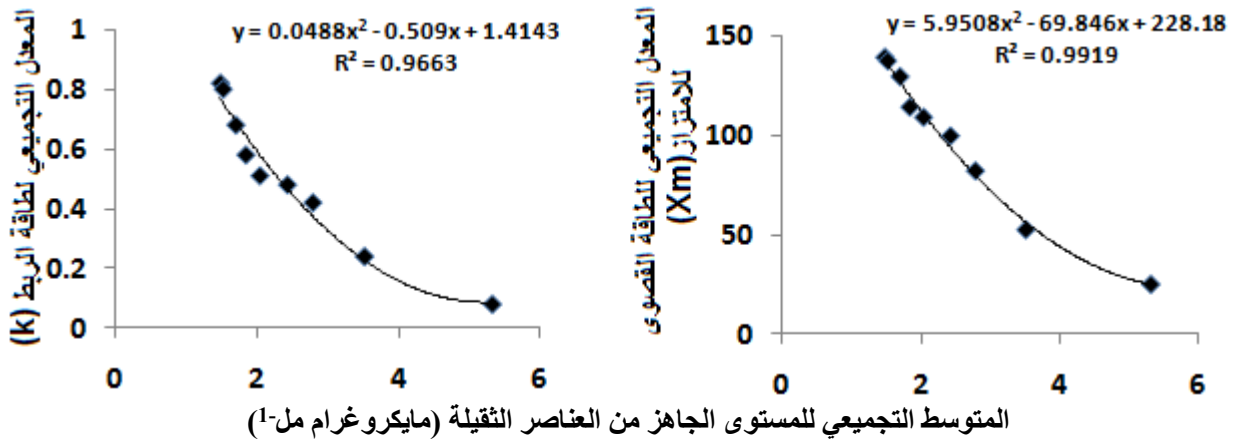 المعدل التجميعي لطاقة الربط (k)
y = 0.0488x² - 0.509x + 1.4143
R² = 0.9663
1
0.8
0.6
0.4
0.2
0
0 2 4 6
المعدل التجميعي للطاقة القصوى
للامتزاز(Xm)
y = 5.9508x² - 69.846x + 228.18
R² = 0.9919
150
100
50
0
0 2 4 6
المتوسط التجميعي للمستوى الجاهز من العناصر الثقيلة (مايكروغرام مل-¹)